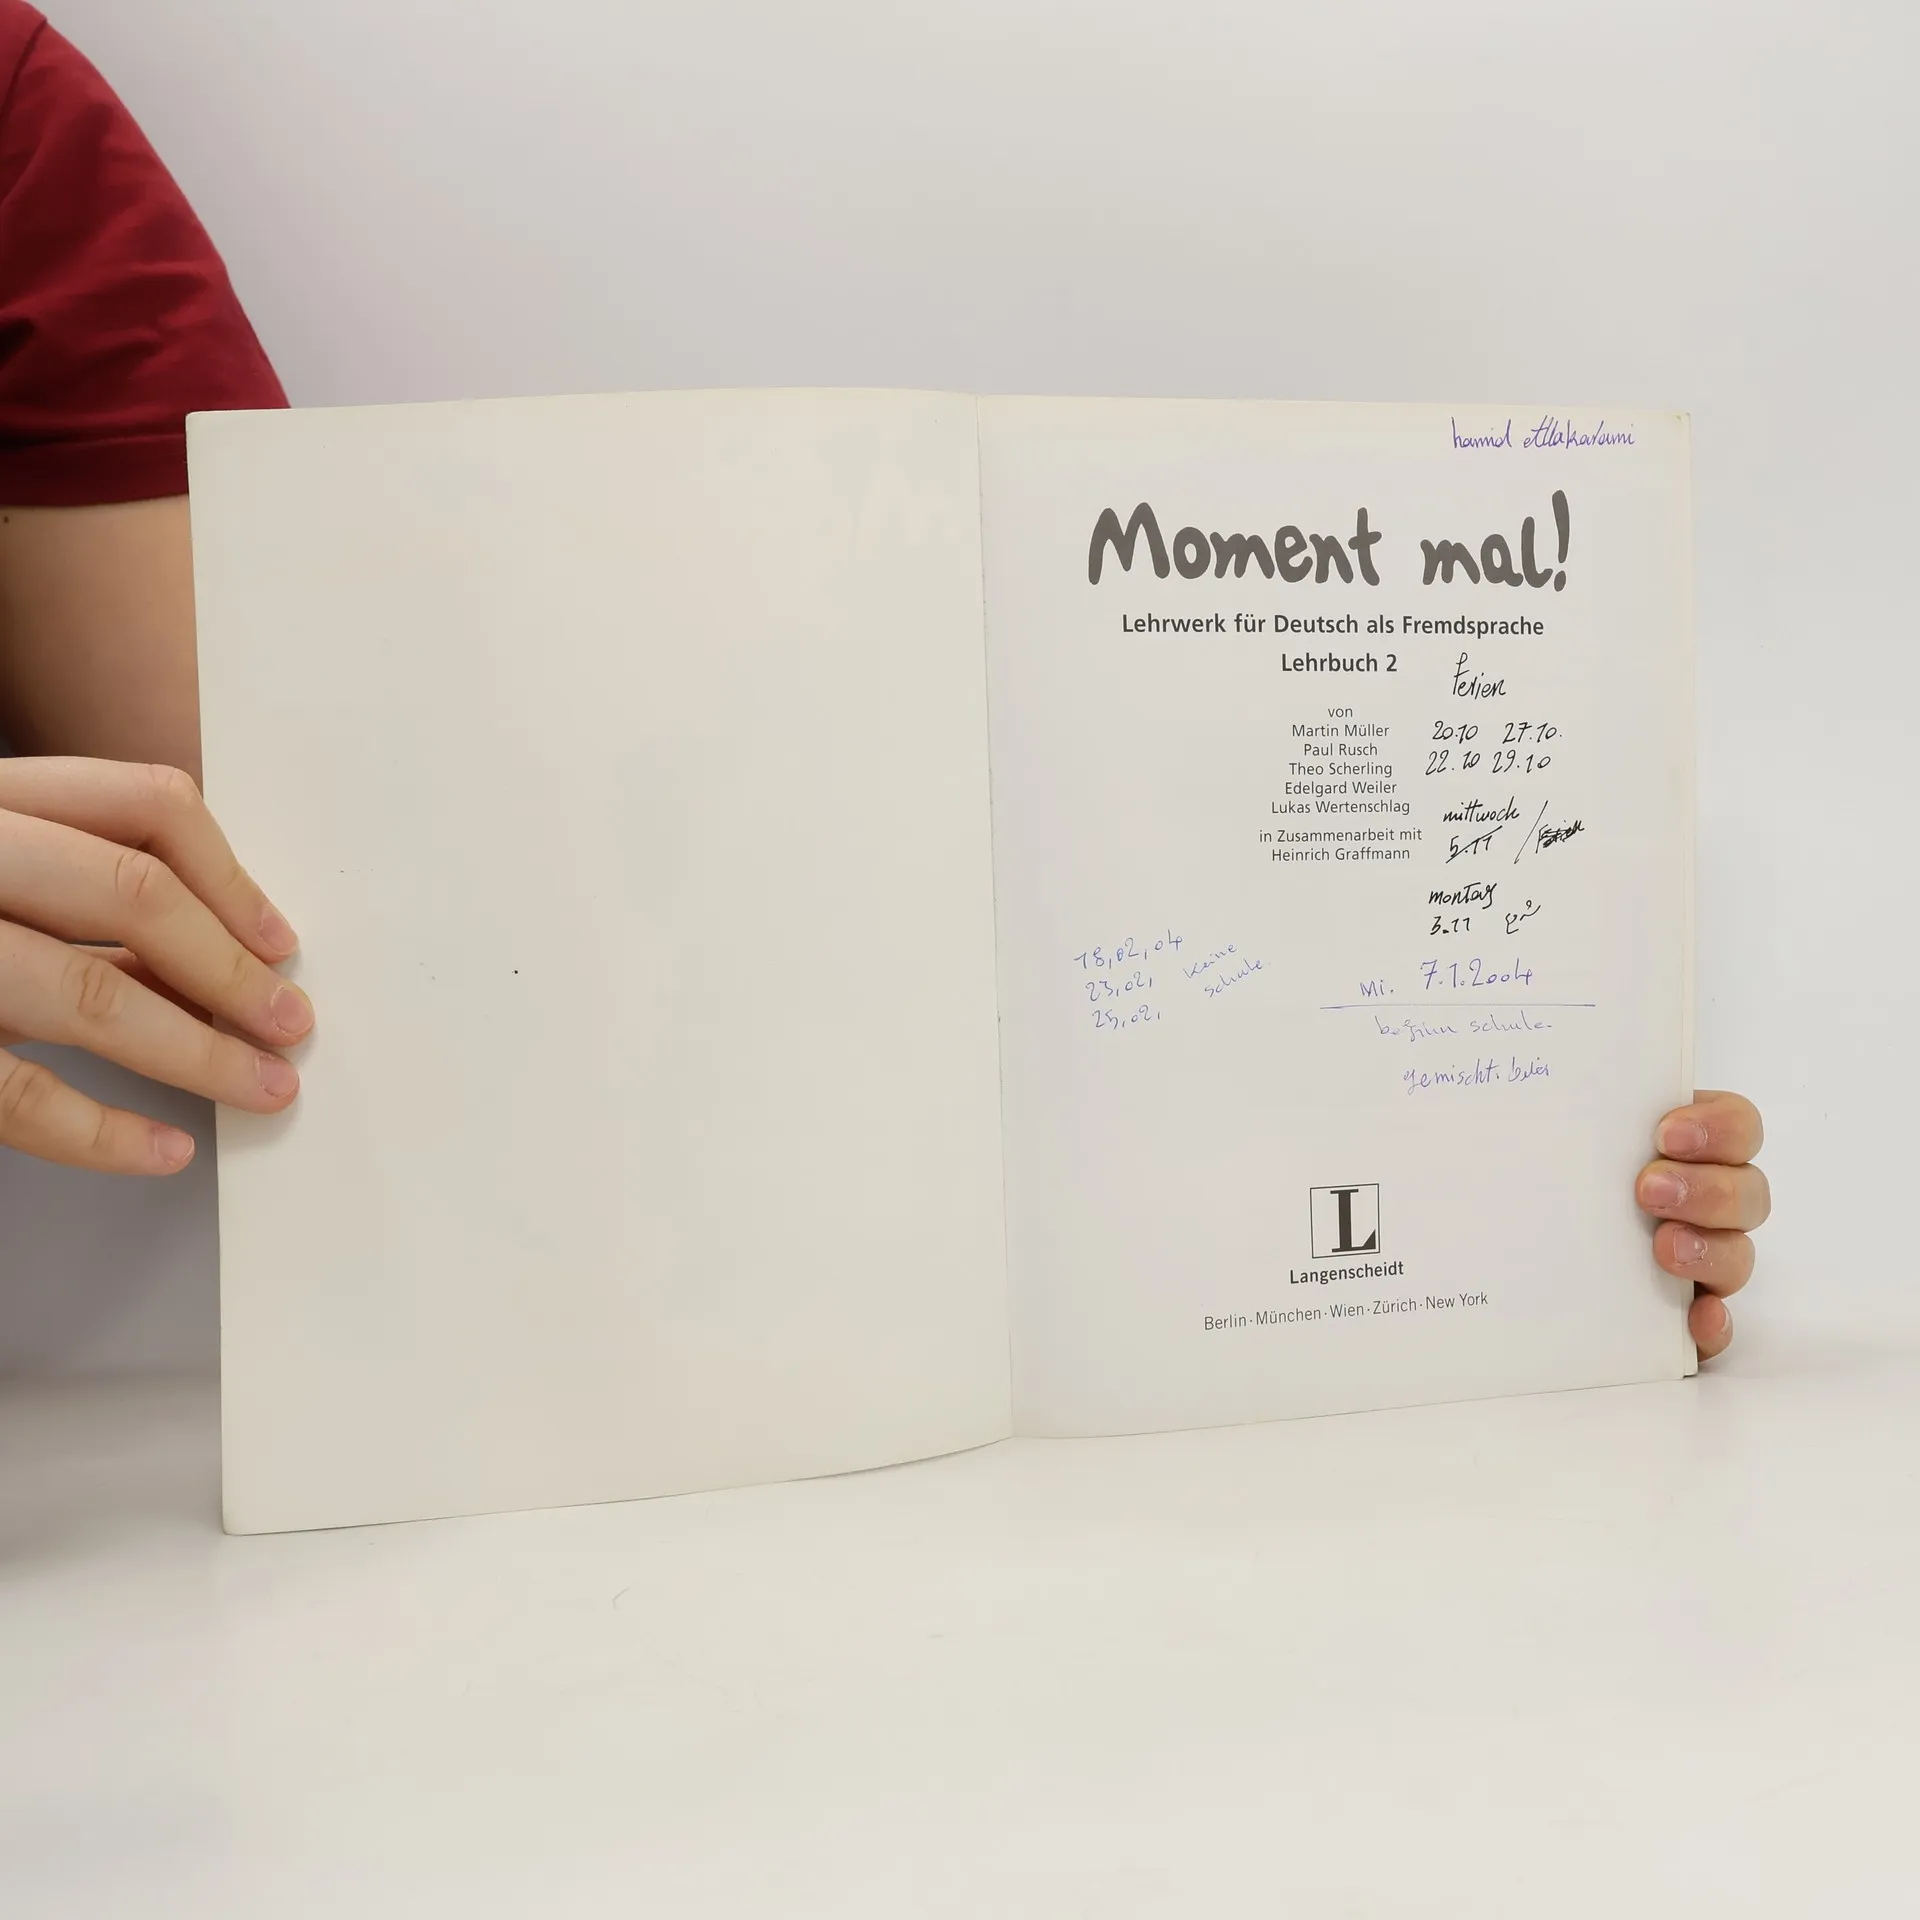 hamid
Moment mal!
Lehrwerk für Deutsch als Fremdsprache
Lehrbuch 2
Ferien
von
Martin Müller
Paul Rusch
Theo Scherling
Edelgard Weiler
Lukas Wertenschlag
in Zusammenarbeit mit
Heinrich Graffmann
20.10 27.10.
22.10 29.10
mittwoch
5.11
montag
3.11
18,02,04
23,02, keine
25,02, schule.
Mi. 7.1.2004
beginn schule.
gemischt.
L
Langenscheidt
Berlin · München · Wien · Zürich · New York